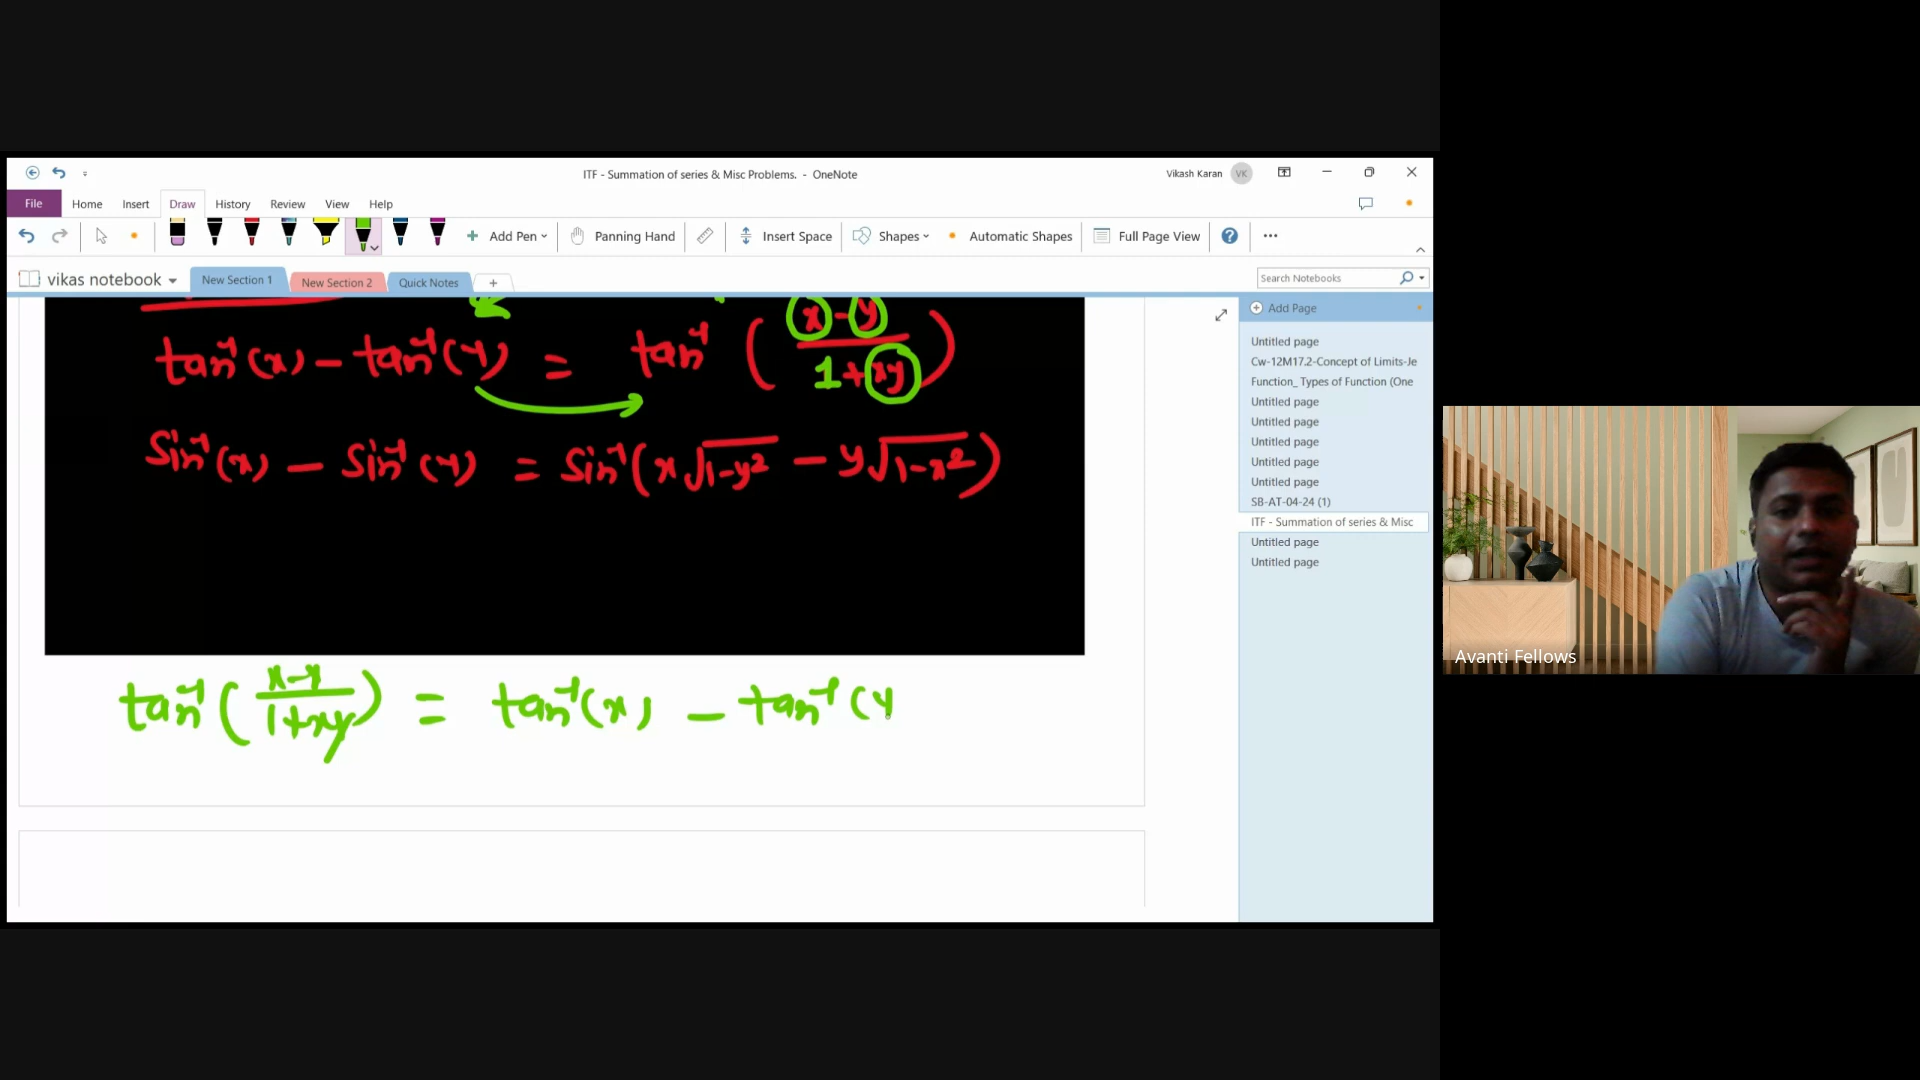 ITF - Summation of series & Misc Problems. - OneNote
Vikash Karan VK
File Home Insert Draw History Review View Help
Add Pen Panning Hand Insert Space Shapes Automatic Shapes Full Page View
vikas notebook New Section 1 New Section 2 Quick Notes + Search Notebooks
Add Page
Untitled page
Cw-12M17.2-Concept of Limits-Je
Function_ Types of Function (One
Untitled page
Untitled page
Untitled page
Untitled page
Untitled page
SB-AT-04-24 (1)
ITF - Summation of series & Misc
Untitled page
Untitled page
tan⁻¹(x) – tan⁻¹(y) = tan⁻¹ ( x-y / 1+xy )
Sin⁻¹(x) – Sin⁻¹(y) = Sin⁻¹(x√1-y² – y√1-x²)
tan⁻¹( x-y / 1+xy ) = tan⁻¹(x) – tan⁻¹(y
Avanti Fellows